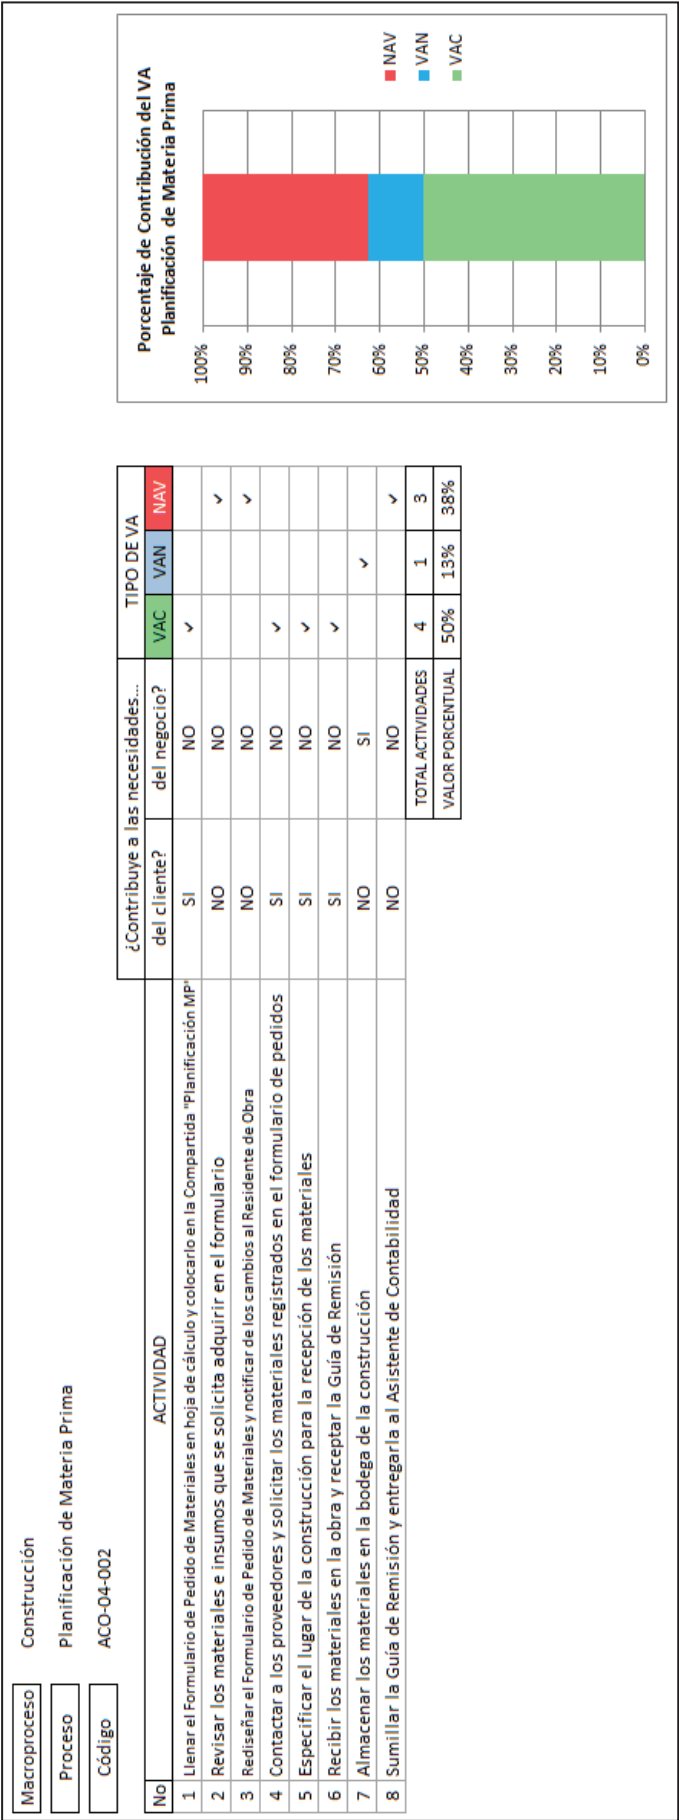 Macroproceso Construcción
Proceso Planificación de Materia Prima
Código ACO-04-002
¿Contribuye a las necesidades... TIPO DE VA
No ACTIVIDAD del cliente? del negocio? VAC VAN NAV
1 Llenar el Formulario de Pedido de Materiales en hoja de cálculo y colocarlo en la Compartida "Planificación MP" SI NO ✓
2 Revisar los materiales e insumos que se solicita adquirir en el formulario NO NO ✓
3 Rediseñar el Formulario de Pedido de Materiales y notificar de los cambios al Residente de Obra NO NO ✓
4 Contactar a los proveedores y solicitar los materiales registrados en el formulario de pedidos SI NO ✓
5 Especificar el lugar de la construcción para la recepción de los materiales SI NO ✓
6 Recibir los materiales en la obra y receptar la Guía de Remisión SI NO ✓
7 Almacenar los materiales en la bodega de la construcción NO SI ✓
8 Sumillar la Guía de Remisión y entregarla al Asistente de Contabilidad NO NO ✓
TOTAL ACTIVIDADES 4 1 3
VALOR PORCENTUAL 50% 13% 38%
Porcentaje de Contribución del VA
Planificación de Materia Prima
100%
90%
80%
70%
60%
50%
40%
30%
20%
10%
0%
NAV
VAN
VAC